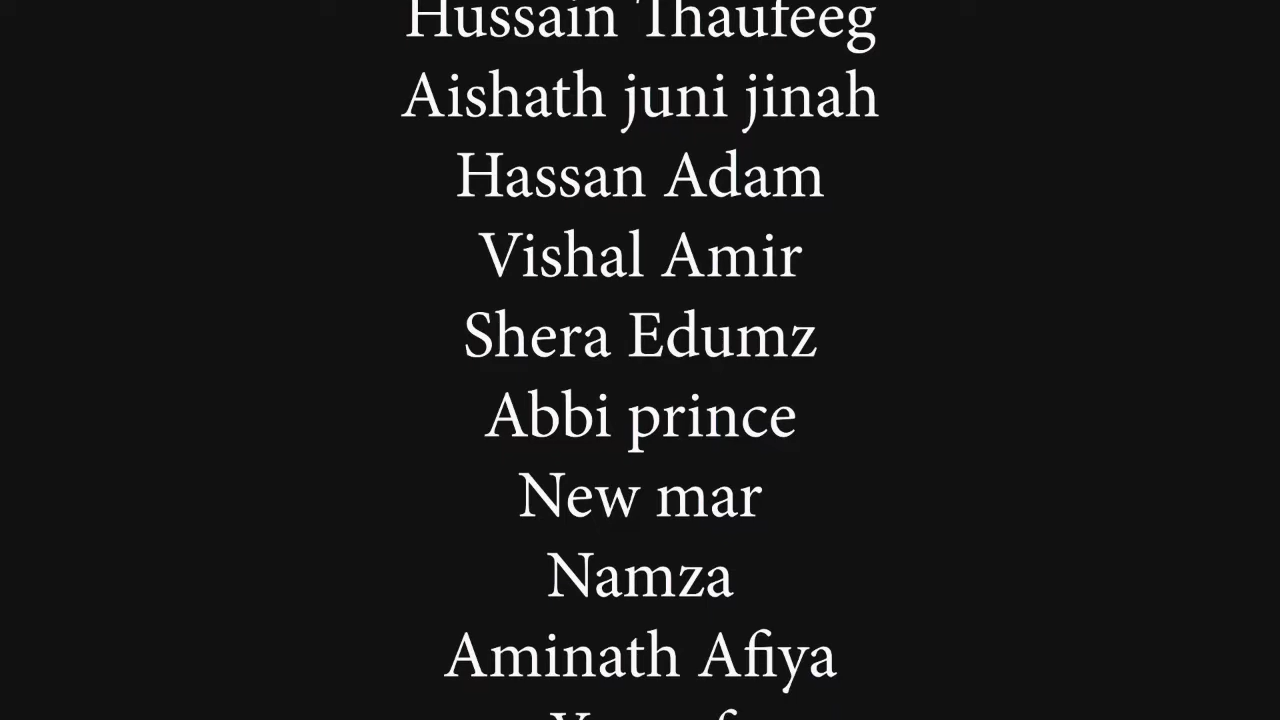 Hussain Thaufeeg
Aishath juni jinah
Hassan Adam
Vishal Amir
Shera Edumz
Abbi prince
New mar
Namza
Aminath Afiya